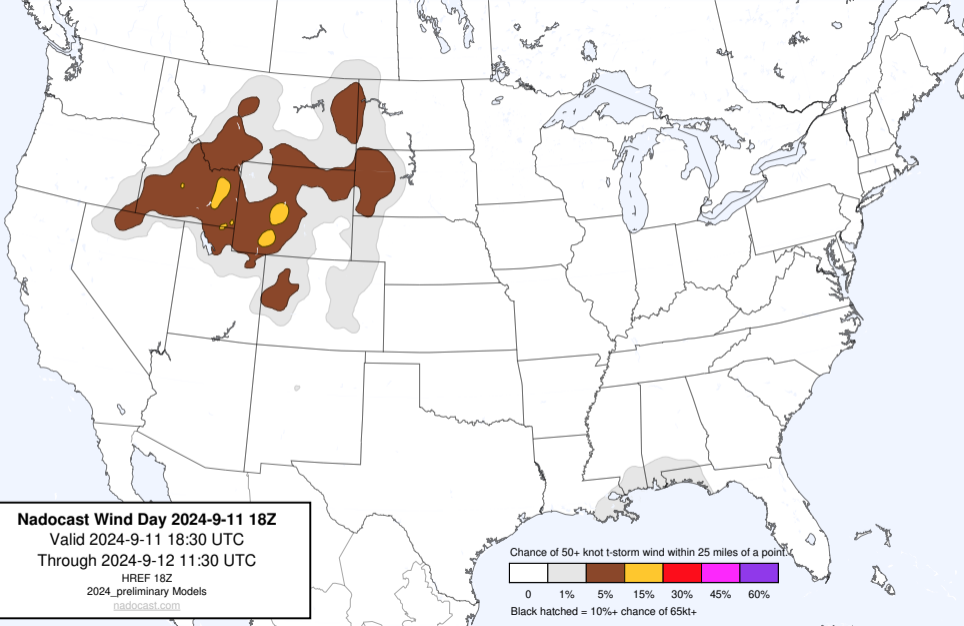 Nadocast Wind Day 2024-9-11 18Z
Valid 2024-9-11 18:30 UTC
Through 2024-9-12 11:30 UTC
HREF 18Z
2024_preliminary Models
nadocast.com
Chance of 50+ knot t-storm wind within 25 miles of a point.
0 1% 5% 15% 30% 45% 60%
Black hatched = 10%+ chance of 65kt+